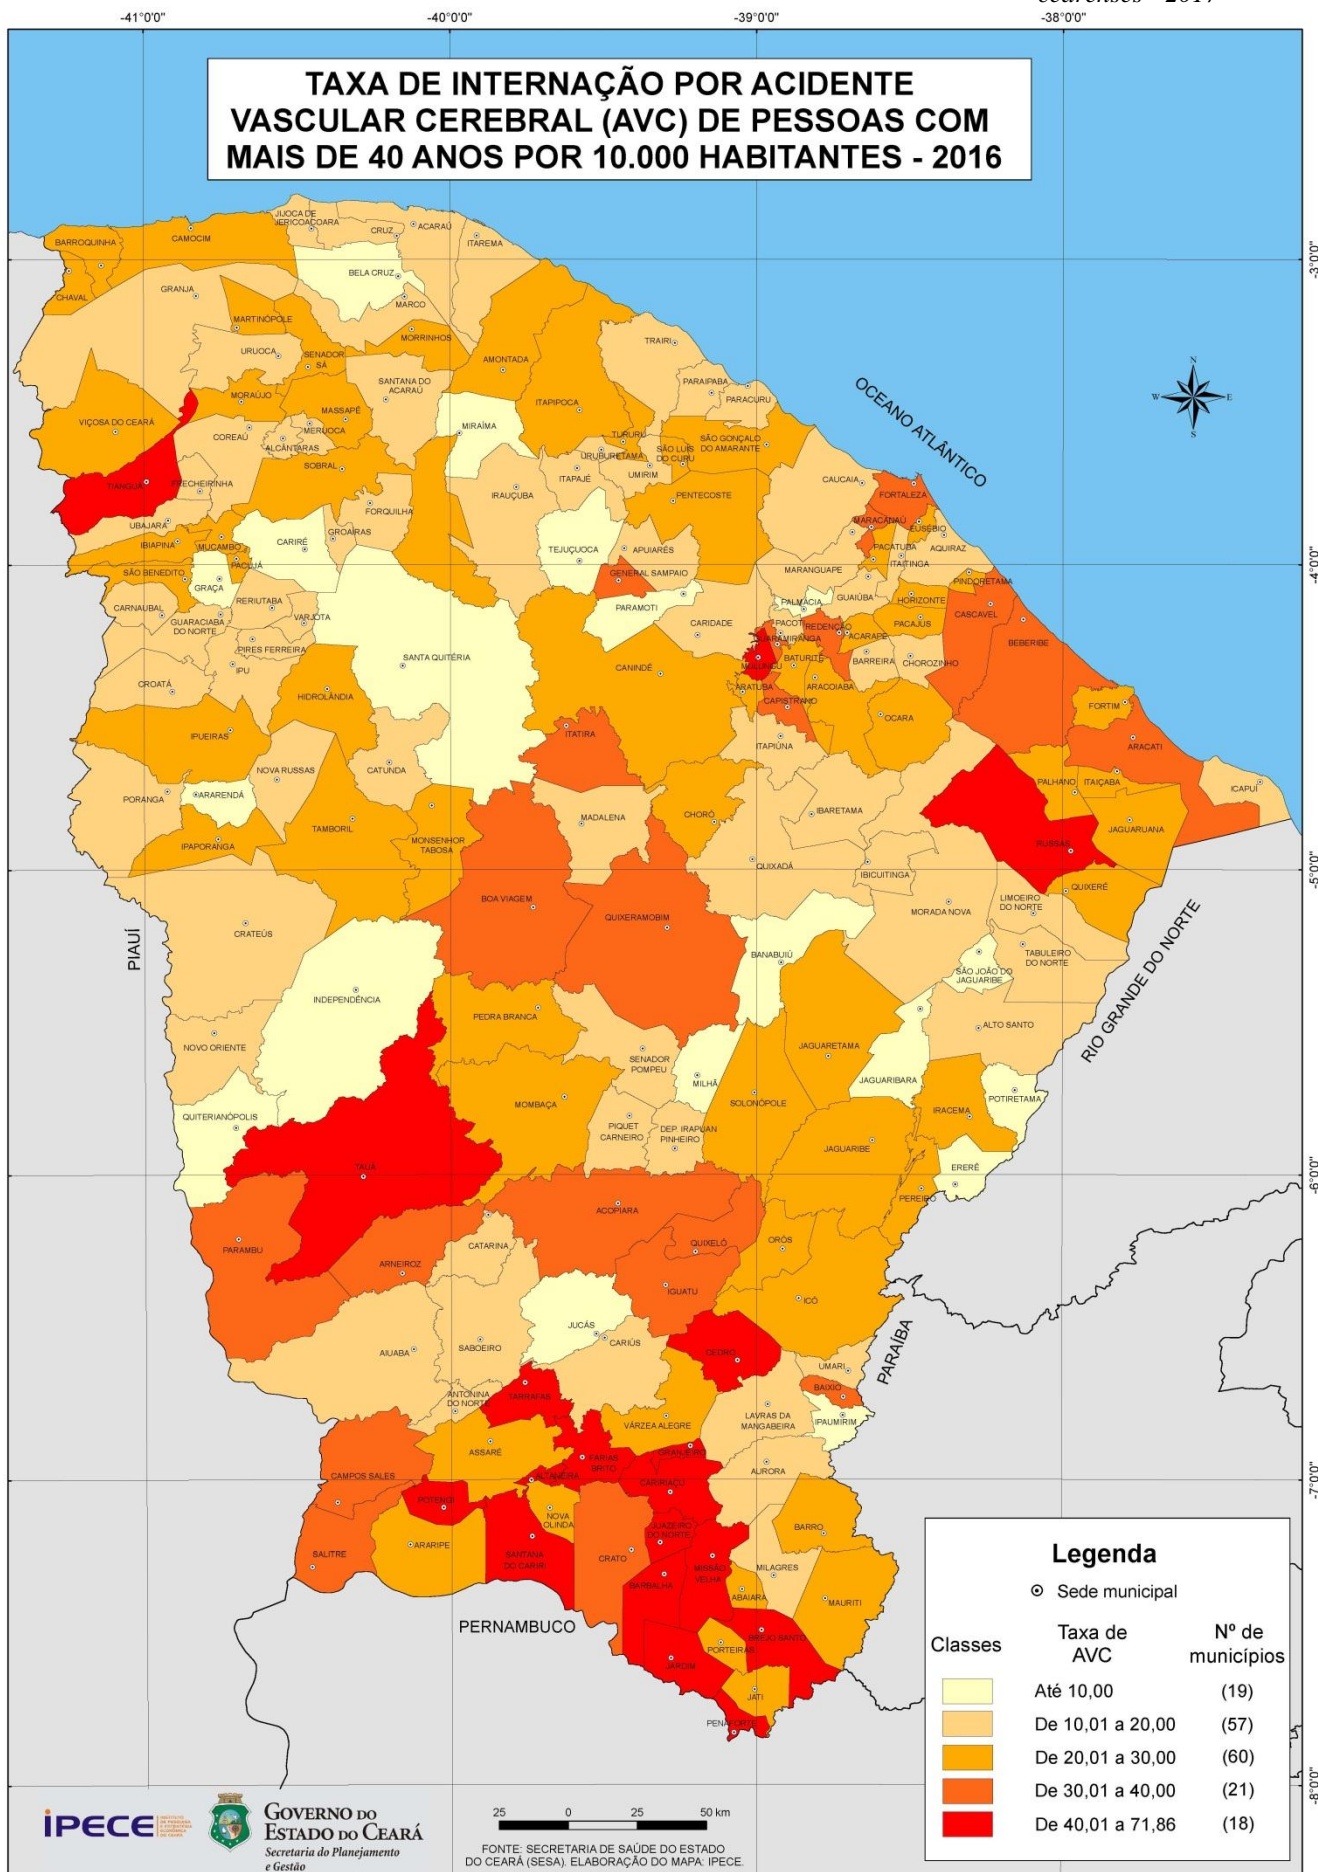 cearenses - 2017
-41°0'0"
-40°0'0"
-39°0'0"
-38°0'0"
TAXA DE INTERNAÇÃO POR ACIDENTE
VASCULAR CEREBRAL (AVC) DE PESSOAS COM
MAIS DE 40 ANOS POR 10.000 HABITANTES - 2016
JIJOCA DE
JERICOACOARA
CRUZ
ACARAÚ
ITAREMA
BARROQUINHA
CAMOCIM
-3°0'0"
CHAVAL
BELA CRUZ
GRANJA
MARCO
MARTINÓPOLE
MORRINHOS
URUOCA
SENADOR
SÁ
AMONTADA
TRAIRI
OCEANO ATLÂNTICO
N
W
E
S
SANTANA DO
ACARAÚ
PARAIPABA
PARACURU
MORAÚJO
MASSAPÊ
ITAPIPOCA
VIÇOSA DO CEARÁ
MERUOCA
COREAÚ
ALCÂNTARAS
MIRAÍMA
TURURU
SÃO GONÇALO
DO AMARANTE
URUBURETAMA
SÃO LUIS
DO CURU
SOBRAL
UMIRIM
ITAPAJÉ
TIANGUÁ
FRECHEIRINHA
IRAUÇUBA
PENTECOSTE
CAUCAIA
FORTALEZA
FORQUILHA
UBAJARA
MARACANAÚ
EUSÉBIO
IBIAPINA
MUCAMBO
CARIRÉ
GROAÍRAS
TEJUÇUOCA
APUIARÉS
PACATUBA
AQUIRAZ
ITAITINGA
-4°0'0"
SÃO BENEDITO
PACUJÁ
GENERAL SAMPAIO
MARANGUAPE
PINDORETAMA
GRAÇA
PARAMOTI
PALMÁCIA
GUAIÚBA
HORIZONTE
CASCAVEL
CARNAUBAL
RERIUTABA
GUARACIABA
DO NORTE
VARJOTA
CARIDADE
PACOTI
REDENÇÃO
PACAJUS
BEBERIBE
GUARAMIRANGA
ACARAPE
PIRES FERREIRA
MULUNGU
BATURITÉ
BARREIRA
CHOROZINHO
IPU
SANTA QUITÉRIA
CANINDÉ
CROATÁ
HIDROLÂNDIA
ARATUBA
ARACOIABA
CAPISTRANO
OCARA
FORTIM
IPUEIRAS
ITATIRA
ITAPIÚNA
ARACATI
CATUNDA
NOVA RUSSAS
PORANGA
ARARENDÁ
PALHANO
ITAIÇABA
ICAPUÍ
TAMBORIL
MONSENHOR
TABOSA
MADALENA
CHORÓ
IBARETAMA
JAGUARUANA
IPAPORANGA
RUSSAS
QUIXADÁ
IBICUITINGA
-5°0'0"
QUIXERÉ
BOA VIAGEM
QUIXERAMOBIM
MORADA NOVA
LIMOEIRO
DO NORTE
PIAUÍ
CRATEÚS
BANABUIÚ
TABULEIRO
DO NORTE
SÃO JOÃO DO
JAGUARIBE
RIO GRANDE DO NORTE
INDEPENDÊNCIA
PEDRA BRANCA
ALTO SANTO
NOVO ORIENTE
SENADOR
POMPEU
JAGUARETAMA
MILHÃ
JAGUARIBARA
POTIRETAMA
QUITERIANÓPOLIS
MOMBAÇA
SOLONÓPOLE
IRACEMA
PIQUET
CARNEIRO
DEP. IRAPUAN
PINHEIRO
JAGUARIBE
TAUÁ
ERERÊ
-6°0'0"
PEREIRO
ACOPIARA
PARAMBU
CATARINA
QUIXELÔ
ORÓS
ARNEIROZ
IGUATU
ICÓ
JUCÁS
CARIÚS
PARAÍBA
AIUABA
SABOEIRO
CEDRO
UMARI
ANTONINA
DO NORTE
TARRAFAS
BAIXIO
LAVRAS DA
MANGABEIRA
IPAUMIRIM
VÁRZEA ALEGRE
ASSARÉ
FARIAS
BRITO
GRANJEIRO
AURORA
CAMPOS SALES
ALTANEIRA
CARIRIAÇU
-7°0'0"
POTENGI
NOVA
OLINDA
JUAZEIRO
DO NORTE
BARRO
ARARIPE
SALITRE
SANTANA
DO CARIRI
CRATO
MISSÃO
VELHA
MILAGRES
BARBALHA
ABAIARA
MAURITI
PERNAMBUCO
BREJO SANTO
PORTEIRAS
JARDIM
JATI
PENAFORTE
-8°0'0"
Legenda
Sede municipal
Classes
Taxa de
AVC
Nº de
municípios
Até 10,00 (19)
De 10,01 a 20,00 (57)
De 20,01 a 30,00 (60)
De 30,01 a 40,00 (21)
De 40,01 a 71,86 (18)
iPECE
INSTITUTO
DE PESQUISA
E ESTRATÉGIA
ECONÔMICA
DO CEARÁ
GOVERNO DO
ESTADO DO CEARÁ
Secretaria do Planejamento
e Gestão
25 0 25 50 km
FONTE: SECRETARIA DE SAÚDE DO ESTADO
DO CEARÁ (SESA). ELABORAÇÃO DO MAPA: IPECE.